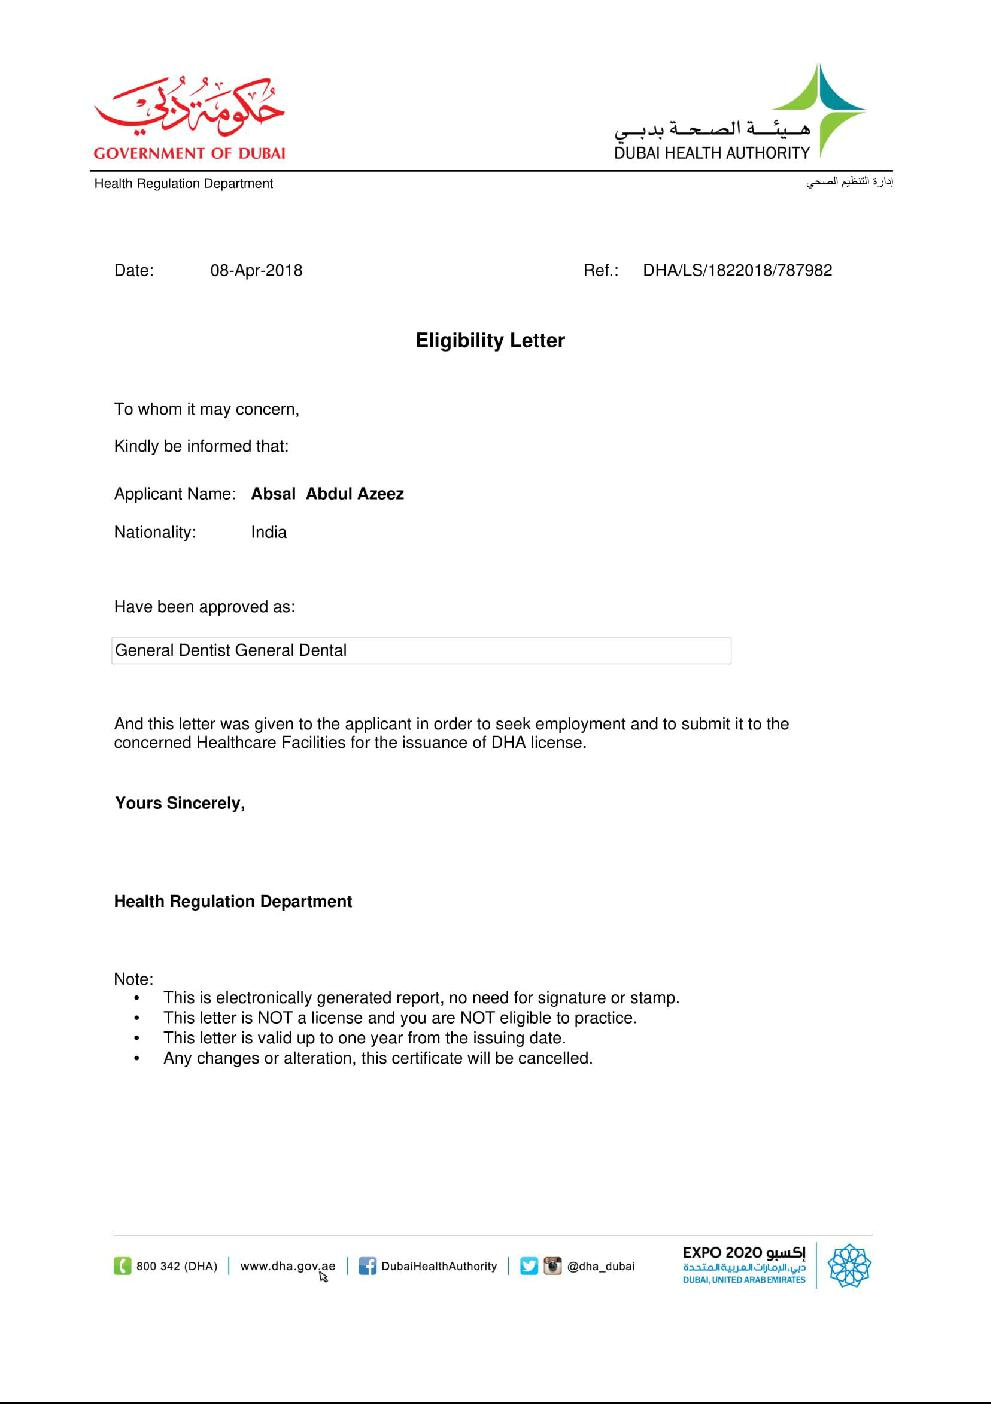 حكومة دبي
GOVERNMENT OF DUBAI
هيئة الصحة بدبي
DUBAI HEALTH AUTHORITY
Health Regulation Department
إدارة التنظيم الصحي
Date: 08-Apr-2018 Ref.: DHA/LS/1822018/787982
Eligibility Letter
To whom it may concern,
Kindly be informed that:
Applicant Name: Absal Abdul Azeez
Nationality: India
Have been approved as:
General Dentist General Dental
And this letter was given to the applicant in order to seek employment and to submit it to the
concerned Healthcare Facilities for the issuance of DHA license.
Yours Sincerely,
Health Regulation Department
Note:
• This is electronically generated report, no need for signature or stamp.
• This letter is NOT a license and you are NOT eligible to practice.
• This letter is valid up to one year from the issuing date.
• Any changes or alteration, this certificate will be cancelled.
800 342 (DHA) www.dha.gov.ae DubaiHealthAuthority @dha_dubai
EXPO 2020 إكسبو
دبي، الإمارات العربية المتحدة
DUBAI, UNITED ARAB EMIRATES